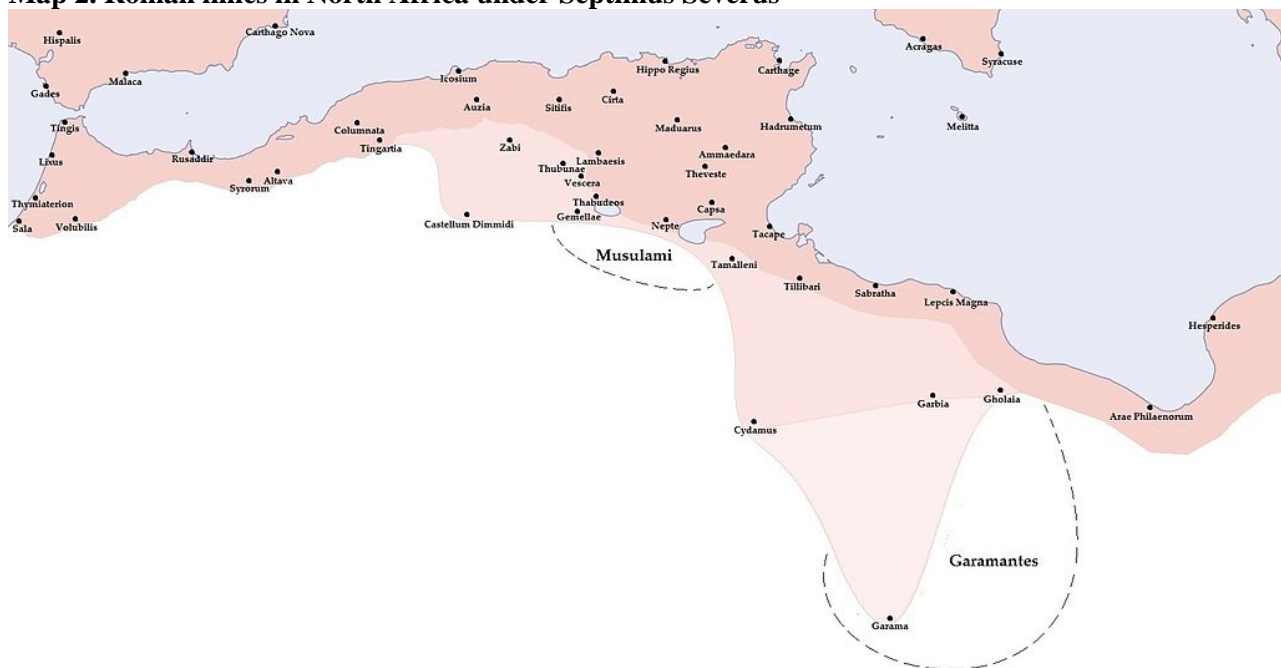 Map 2. Roman limes in North Africa under Septimus Severus
Hispalis
Carthago Nova
Acragas
Syracuse
Malaca
Gades
Icosium
Hippo Regius
Carthage
Auzia
Sitifis
Cirta
Tingis
Columnata
Maduarus
Hadrumetum
Melitta
Tingartia
Zabi
Lixus
Rusaddir
Lambaesis
Ammaedara
Thubunae
Theveste
Syrorum
Altava
Vescera
Thymiaterion
Thabudeos
Capsa
Sala
Volubilis
Castellum Dimmidi
Gemellae
Nepte
Tacape
Musulami
Tamalleni
Tillibari
Sabratha
Lepcis Magna
Hesperides
Garbia
Gholaia
Arae Philaenorum
Cydamus
Garamantes
Garama